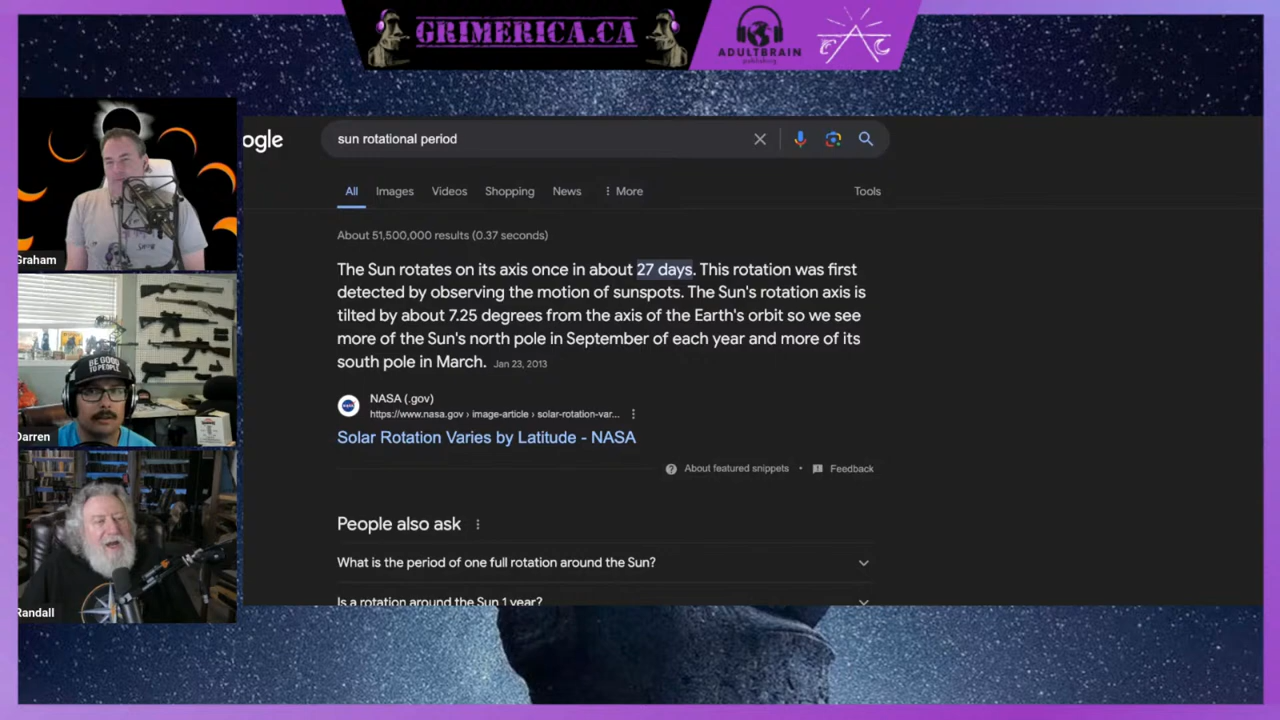 GRIMERICA.CA
ADULTBRAIN
publishing
ogle
sun rotational period
All Images Videos Shopping News More Tools
About 51,500,000 results (0.37 seconds)
The Sun rotates on its axis once in about 27 days. This rotation was first
detected by observing the motion of sunspots. The Sun's rotation axis is
tilted by about 7.25 degrees from the axis of the Earth's orbit so we see
more of the Sun's north pole in September of each year and more of its
south pole in March. Jan 23, 2013
NASA (.gov)
https://www.nasa.gov › image-article › solar-rotation-var...
Solar Rotation Varies by Latitude - NASA
About featured snippets • Feedback
People also ask
What is the period of one full rotation around the Sun?
Is a rotation around the Sun 1 year?
Graham
BE GOOD
TO PEOPLE
Darren
Randall